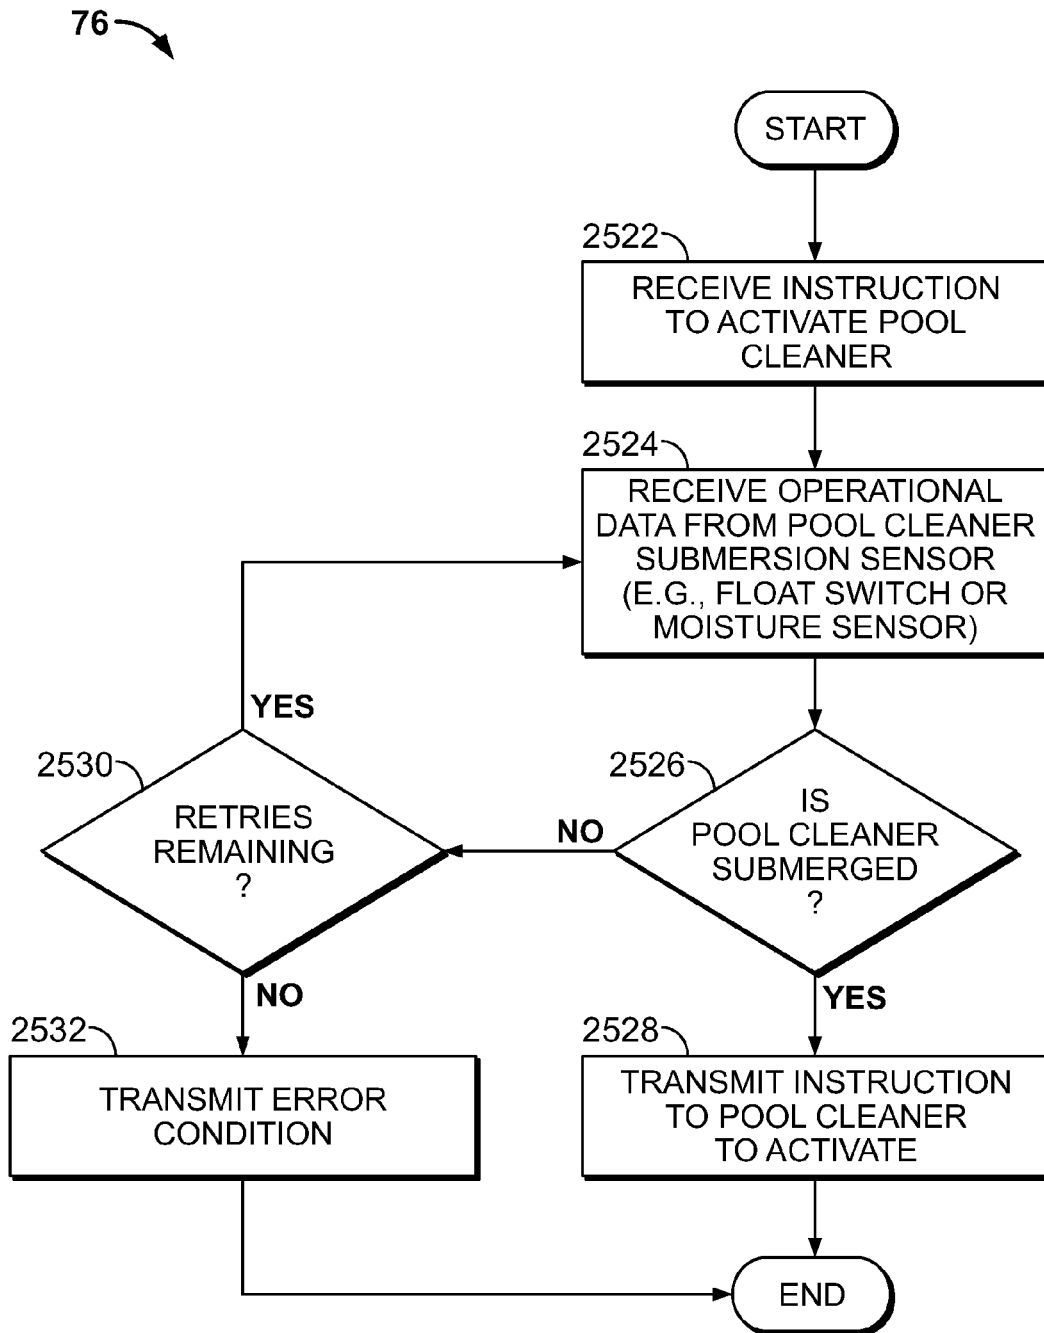 76
START
2522
RECEIVE INSTRUCTION
TO ACTIVATE POOL
CLEANER
2524
RECEIVE OPERATIONAL
DATA FROM POOL CLEANER
SUBMERSION SENSOR
(E.G., FLOAT SWITCH OR
MOISTURE SENSOR)
YES
2530
RETRIES
REMAINING
?
NO
2526
IS
POOL CLEANER
SUBMERGED
?
NO
YES
2532
TRANSMIT ERROR
CONDITION
2528
TRANSMIT INSTRUCTION
TO POOL CLEANER
TO ACTIVATE
END